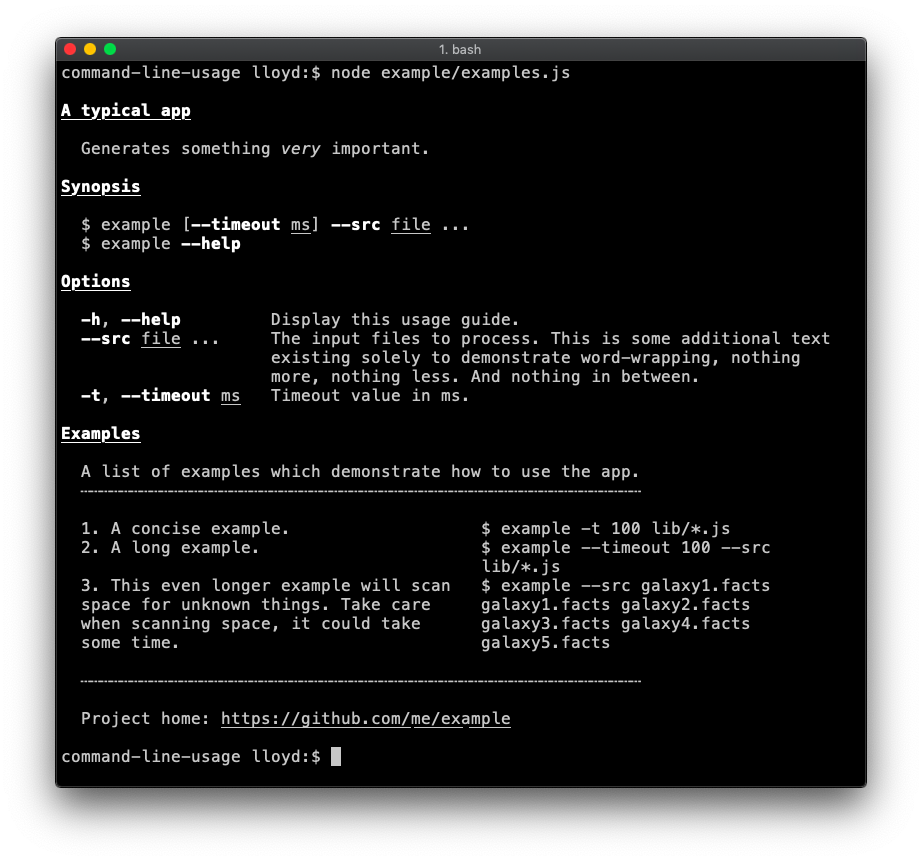 1. bash
command-line-usage lloyd:$ node example/examples.js
A typical app
Generates something very important.
Synopsis
$ example [--timeout ms] --src file ...
$ example --help
Options
-h, --help Display this usage guide.
--src file ... The input files to process. This is some additional text
existing solely to demonstrate word-wrapping, nothing
more, nothing less. And nothing in between.
-t, --timeout ms Timeout value in ms.
Examples
A list of examples which demonstrate how to use the app.
1. A concise example. $ example -t 100 lib/*.js
2. A long example. $ example --timeout 100 --src
lib/*.js
3. This even longer example will scan $ example --src galaxy1.facts
space for unknown things. Take care galaxy1.facts galaxy2.facts
when scanning space, it could take galaxy3.facts galaxy4.facts
some time. galaxy5.facts
Project home: https://github.com/me/example
command-line-usage lloyd:$